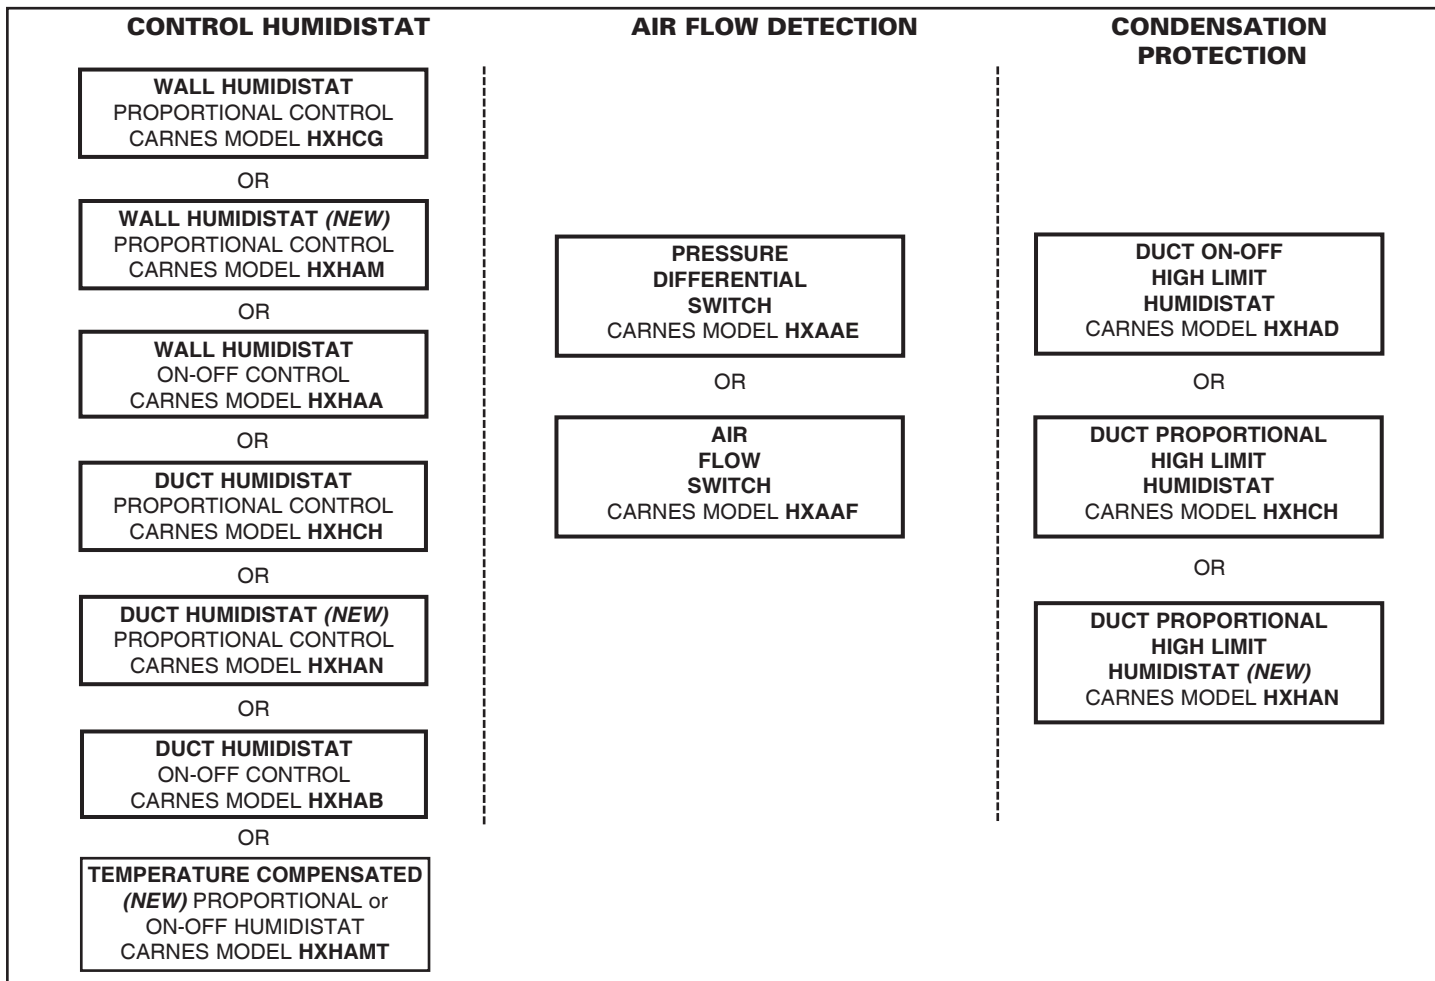 CONTROL HUMIDISTAT
WALL HUMIDISTAT
PROPORTIONAL CONTROL
CARNES MODEL HXHCG
OR
WALL HUMIDISTAT (NEW)
PROPORTIONAL CONTROL
CARNES MODEL HXHAM
OR
WALL HUMIDISTAT
ON-OFF CONTROL
CARNES MODEL HXHAA
OR
DUCT HUMIDISTAT
PROPORTIONAL CONTROL
CARNES MODEL HXHCH
OR
DUCT HUMIDISTAT (NEW)
PROPORTIONAL CONTROL
CARNES MODEL HXHAN
OR
DUCT HUMIDISTAT
ON-OFF CONTROL
CARNES MODEL HXHAB
OR
TEMPERATURE COMPENSATED
(NEW) PROPORTIONAL or
ON-OFF HUMIDISTAT
CARNES MODEL HXHAMT
AIR FLOW DETECTION
PRESSURE
DIFFERENTIAL
SWITCH
CARNES MODEL HXAAE
OR
AIR
FLOW
SWITCH
CARNES MODEL HXAAF
CONDENSATION
PROTECTION
DUCT ON-OFF
HIGH LIMIT
HUMIDISTAT
CARNES MODEL HXHAD
OR
DUCT PROPORTIONAL
HIGH LIMIT
HUMIDISTAT
CARNES MODEL HXHCH
OR
DUCT PROPORTIONAL
HIGH LIMIT
HUMIDISTAT (NEW)
CARNES MODEL HXHAN